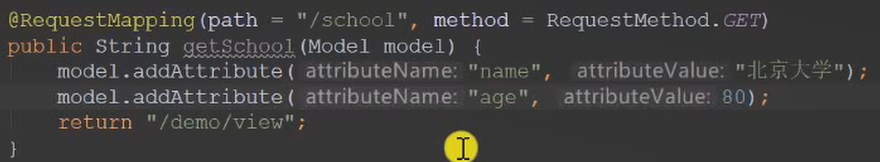 @RequestMapping(path = "/school", method = RequestMethod.GET)
public String getSchool(Model model) {
    model.addAttribute( attributeName: "name", attributeValue: "北京大学");
    model.addAttribute( attributeName: "age", attributeValue: 80);
    return "/demo/view";
}